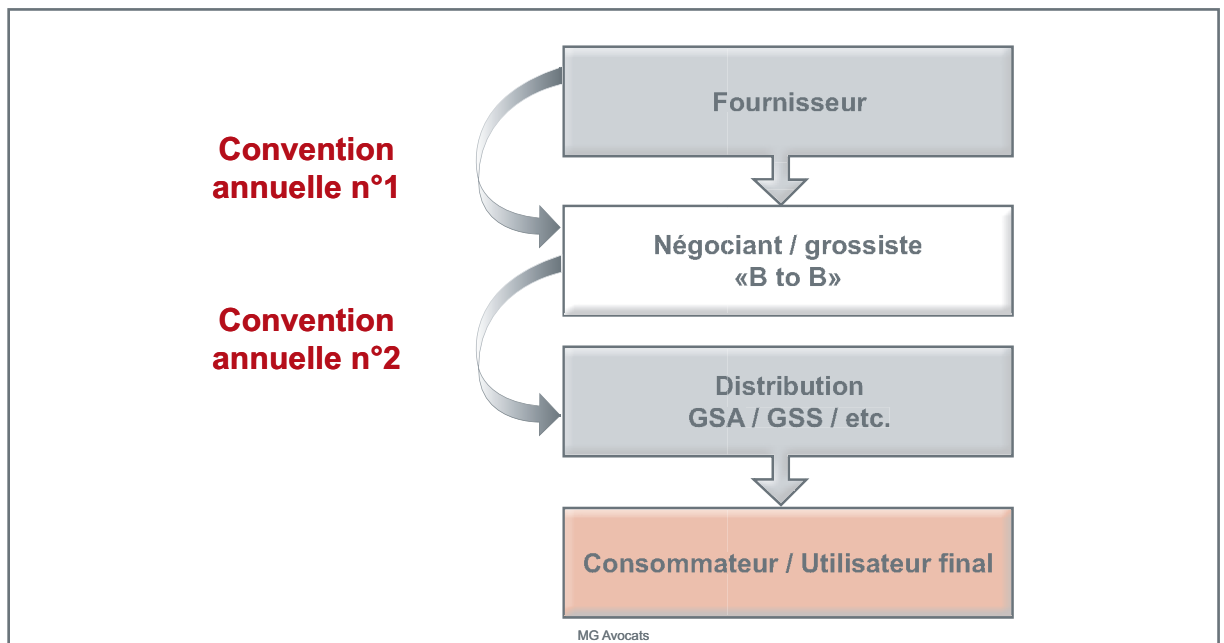 Fournisseur
Convention
annuelle n°1
Négociant / grossiste
«B to B»
Convention
annuelle n°2
Distribution
GSA / GSS / etc.
Consommateur / Utilisateur final
MG Avocats